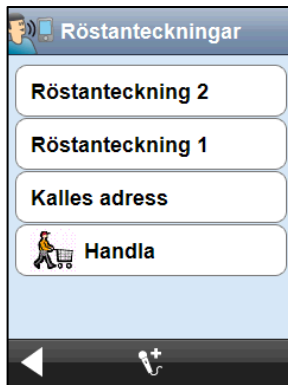 Röstanteckningar
Röstanteckning 2
Röstanteckning 1
Kalles adress
Handla